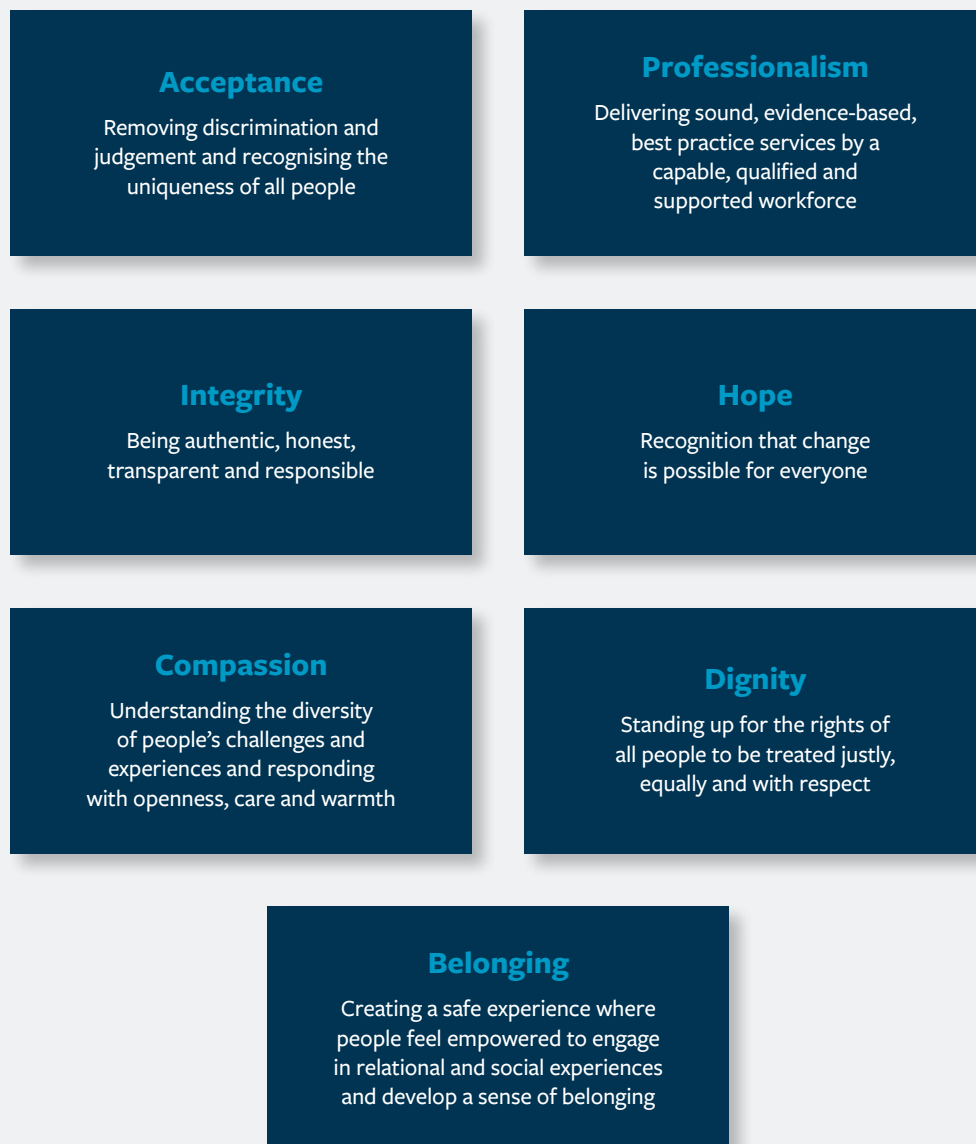 Acceptance
Removing discrimination and
judgement and recognising the
uniqueness of all people
Professionalism
Delivering sound, evidence-based,
best practice services by a
capable, qualified and
supported workforce
Integrity
Being authentic, honest,
transparent and responsible
Hope
Recognition that change
is possible for everyone
Compassion
Understanding the diversity
of people’s challenges and
experiences and responding
with openness, care and warmth
Dignity
Standing up for the rights of
all people to be treated justly,
equally and with respect
Belonging
Creating a safe experience where
people feel empowered to engage
in relational and social experiences
and develop a sense of belonging